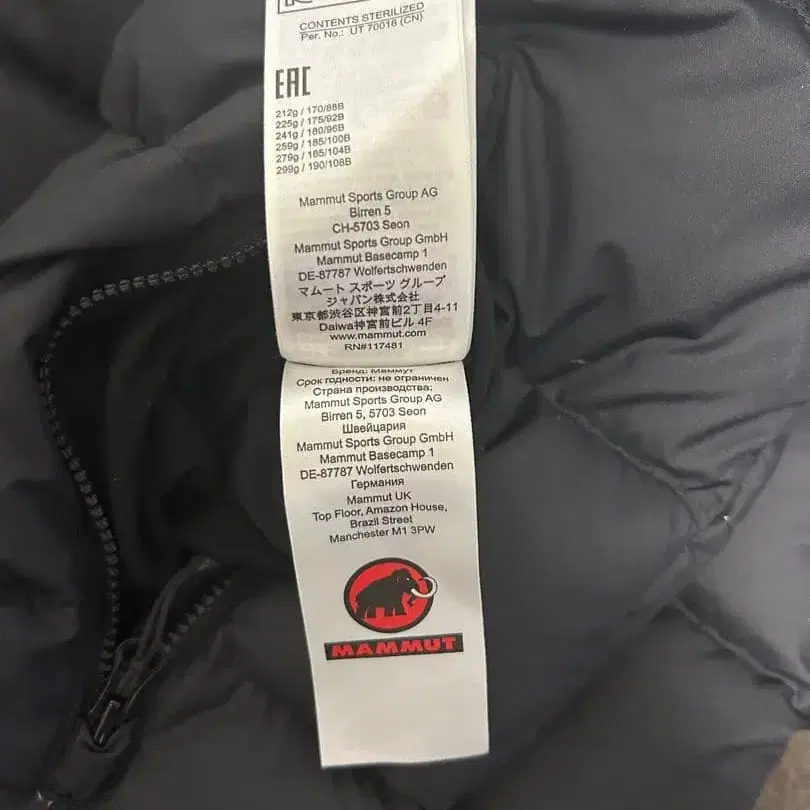 CONTENTS STERILIZED
Per. No.: UT 70018 (CN)
EAC
212g / 170/88B
225g / 175/92B
241g / 180/96B
259g / 185/100B
279g / 185/104B
299g / 190/108B
Mammut Sports Group AG
Birren 5
CH-5703 Seon
Mammut Sports Group GmbH
Mammut Basecamp 1
DE-87787 Wolfertschwenden
マムート スポーツ グループ
ジャパン株式会社
東京都渋谷区神宮前2丁目4-11
Daiwa神宮前ビル 4F
www.mammut.com
RN#117481
Бренд: Маммут
Срок годности: не ограничен
Страна производства:
Mammut Sports Group AG
Birren 5, 5703 Seon
Швейцария
Mammut Sports Group GmbH
Mammut Basecamp 1
DE-87787 Wolfertschwenden
Германия
Mammut UK
Top Floor, Amazon House,
Brazil Street
Manchester M1 3PW
MAMMUT